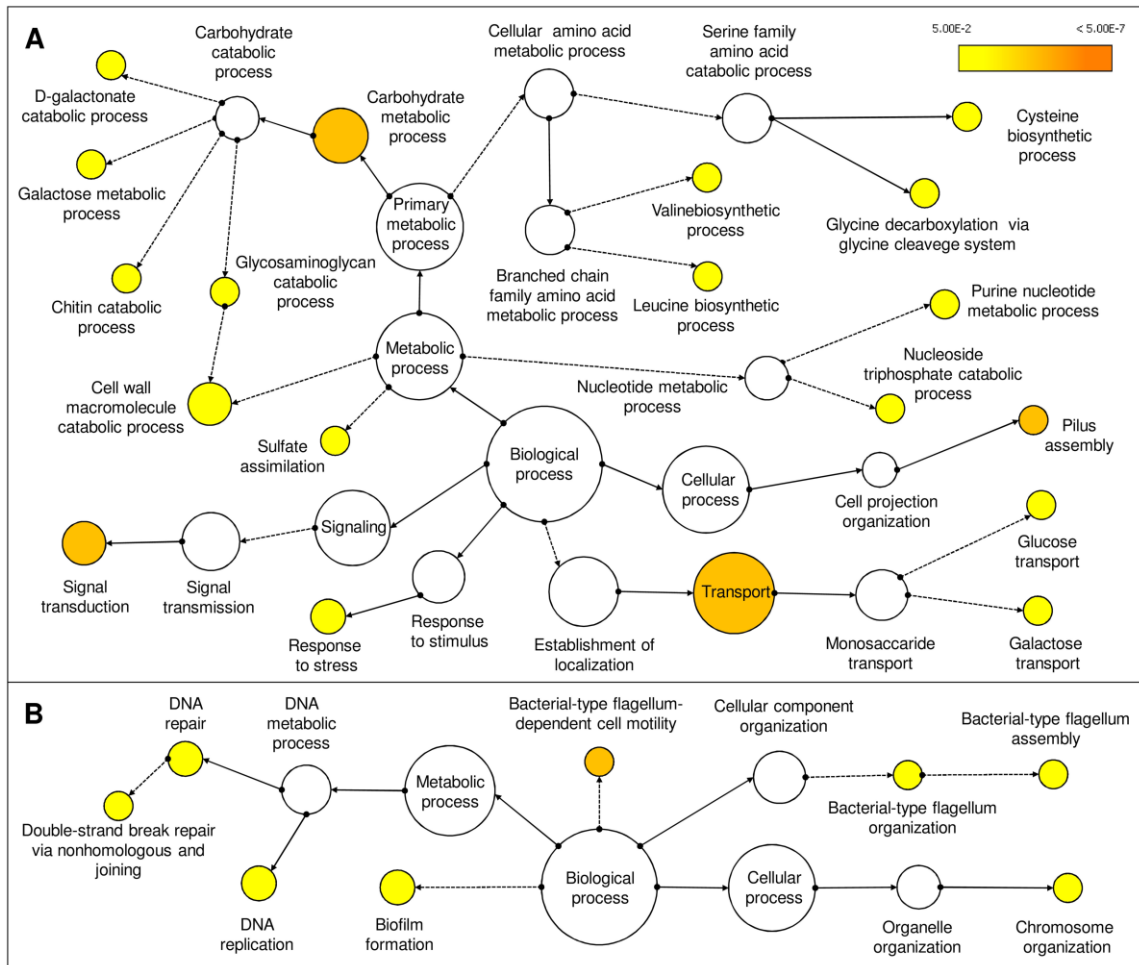 A
Carbohydrate
catabolic
process
Cellular amino acid
metabolic process
Serine family
amino acid
catabolic process
5.00E-2
< 5.00E-7
D-galactonate
catabolic process
Carbohydrate
metabolic
process
Cysteine
biosynthetic
process
Galactose metabolic
process
Primary
metabolic
process
Valinebiosynthetic
process
Glycine decarboxylation via
glycine cleavege system
Chitin catabolic
process
Glycosaminoglycan
catabolic
process
Branched chain
family amino acid
metabolic process
Leucine biosynthetic
process
Purine nucleotide
metabolic process
Metabolic
process
Nucleotide metabolic
process
Nucleoside
triphosphate catabolic
process
Cell wall
macromolecule
catabolic process
Sulfate
assimilation
Biological
process
Cellular
process
Cell projection
organization
Pilus
assembly
Signaling
Signal
transduction
Signal
transmission
Response
to stress
Response
to stimulus
Establishment of
localization
Transport
Monosaccaride
transport
Glucose
transport
Galactose
transport
B
DNA
repair
DNA
metabolic
process
Bacterial-type flagellum-
dependent cell motility
Cellular component
organization
Bacterial-type flagellum
assembly
Metabolic
process
Double-strand break repair
via nonhomologous and
joining
Bacterial-type flagellum
organization
DNA
replication
Biofilm
formation
Biological
process
Cellular
process
Organelle
organization
Chromosome
organization